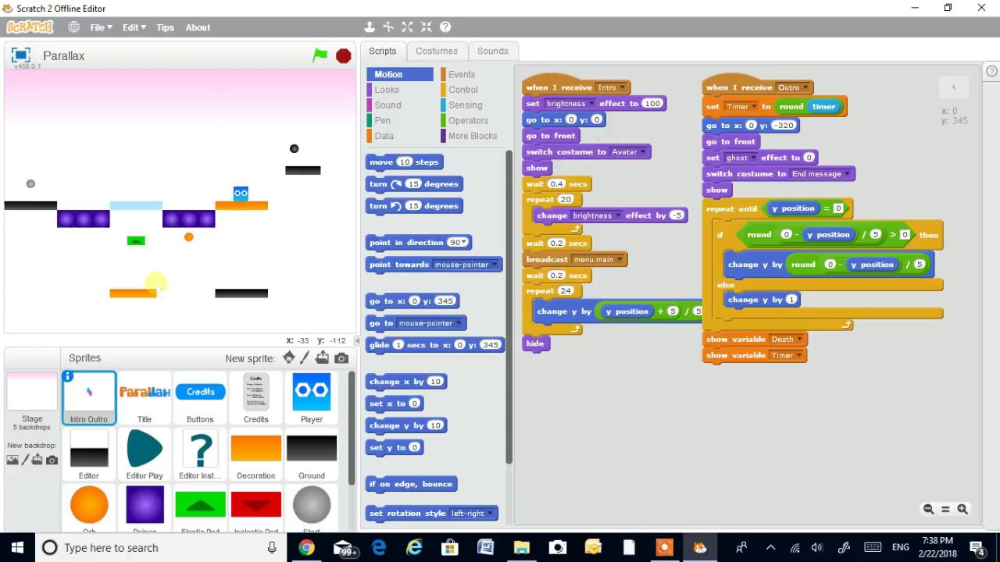 Scratch 2 Offline Editor
SCRATCH File Edit Tips About
Parallax
v458.0.1
x: -33 y: -112
Sprites New sprite:
Stage
5 backdrops
New backdrop:
Intro Outro
Parallax
Title
Credits
Buttons
Credits
Credits
Player
Editor
Editor Play
?
Editor Inst...
Decoration
Ground
Scripts Costumes Sounds
Motion Events
Looks Control
Sound Sensing
Pen Operators
Data More Blocks
move 10 steps
turn 15 degrees
turn 15 degrees
point in direction 90
point towards mouse-pointer
go to x: 0 y: 345
go to mouse-pointer
glide 1 secs to x: 0 y: 345
change x by 10
set x to 0
change y by 10
set y to 0
if on edge, bounce
set rotation style left-right
when I receive Intro
set brightness effect to 100
go to x: 0 y: 0
go to front
switch costume to Avatar
show
wait 0.4 secs
repeat 20
change brightness effect by -5
wait 0.2 secs
broadcast menu.main
wait 0.2 secs
repeat 24
change y by y position + 5 / 5
hide
when I receive Outro
set Timer to round timer
go to x: 0 y: -320
go to front
set ghost effect to 0
switch costume to End message
show
repeat until y position = 0
if round 0 - y position / 5 > 0 then
change y by round 0 - y position / 5
else
change y by 1
show variable Death
show variable Timer
x: 0
y: 345
Type here to search
99+
ENG
7:38 PM
2/22/2018
4